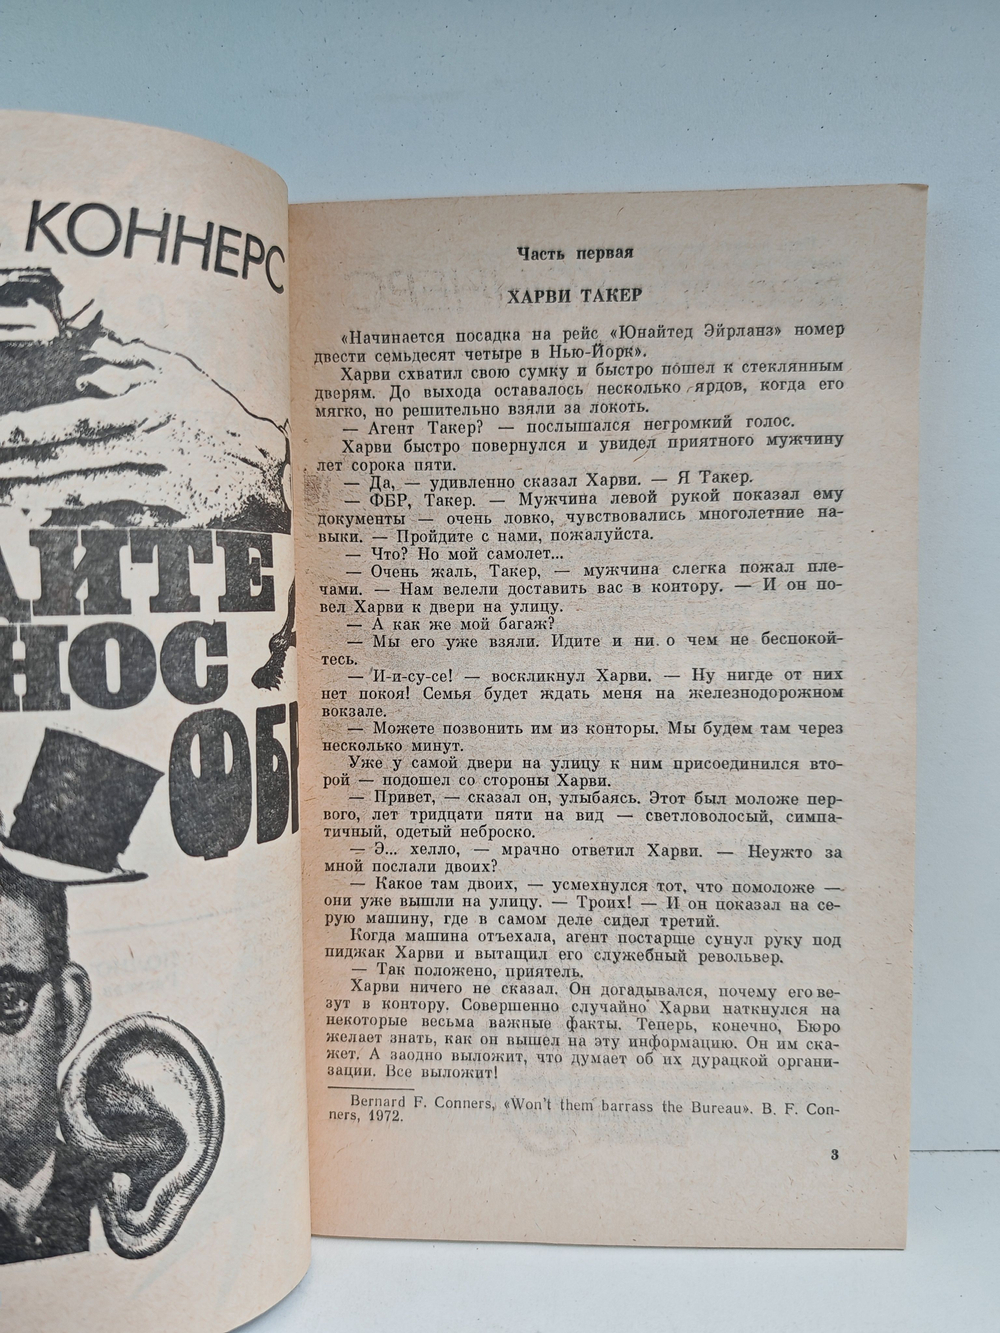 КОННЕРС
АИТЕ
НОС
ФБР
Часть первая
ХАРВИ ТАКЕР
«Начинается посадка на рейс «Юнайтед Эйрланз» номер
двести семьдесят четыре в Нью-Йорк».
Харви схватил свою сумку и быстро пошел к стеклянным
дверям. До выхода оставалось несколько ярдов, когда его
мягко, но решительно взяли за локоть.
— Агент Такер? — послышался негромкий голос.
Харви быстро повернулся и увидел приятного мужчину
лет сорока пяти.
— Да, — удивленно сказал Харви. — Я Такер.
— ФБР, Такер. — Мужчина левой рукой показал ему
документы — очень ловко, чувствовались многолетние на-
выки. — Пройдите с нами, пожалуйста.
— Что? Но мой самолет...
— Очень жаль, Такер, — мужчина слегка пожал пле-
чами. — Нам велели доставить вас в контору. — И он по-
вел Харви к двери на улицу.
— А как же мой багаж?
— Мы его уже взяли. Идите и ни о чем не беспокой-
тесь.
— И-и-су-се! — воскликнул Харви. — Ну нигде от них
нет покоя! Семья будет ждать меня на железнодорожном
вокзале.
— Можете позвонить им из конторы. Мы будем там через
несколько минут.
Уже у самой двери на улицу к ним присоединился вто-
рой — подошел со стороны Харви.
— Привет, — сказал он, улыбаясь. Этот был моложе пер-
вого, лет тридцати пяти на вид — светловолосый, симпа-
тичный, одетый неброско.
— Э... хелло, — мрачно ответил Харви. — Неужто за
мной послали двоих?
— Какое там двоих, — усмехнулся тот, что помоложе —
они уже вышли на улицу. — Троих! — И он показал на се-
рую машину, где в самом деле сидел третий.
Когда машина отъехала, агент постарше сунул руку под
пиджак Харви и вытащил его служебный револьвер.
— Так положено, приятель.
Харви ничего не сказал. Он догадывался, почему его ве-
зут в контору. Совершенно случайно Харви наткнулся на
некоторые весьма важные факты. Теперь, конечно, Бюро
желает знать, как он вышел на эту информацию. Он им ска-
жет. А заодно выложит, что думает об их дурацкой органи-
зации. Все выложит!
Bernard F. Conners, «Won't them barrass the Bureau». B. F. Con-
ners, 1972.
3